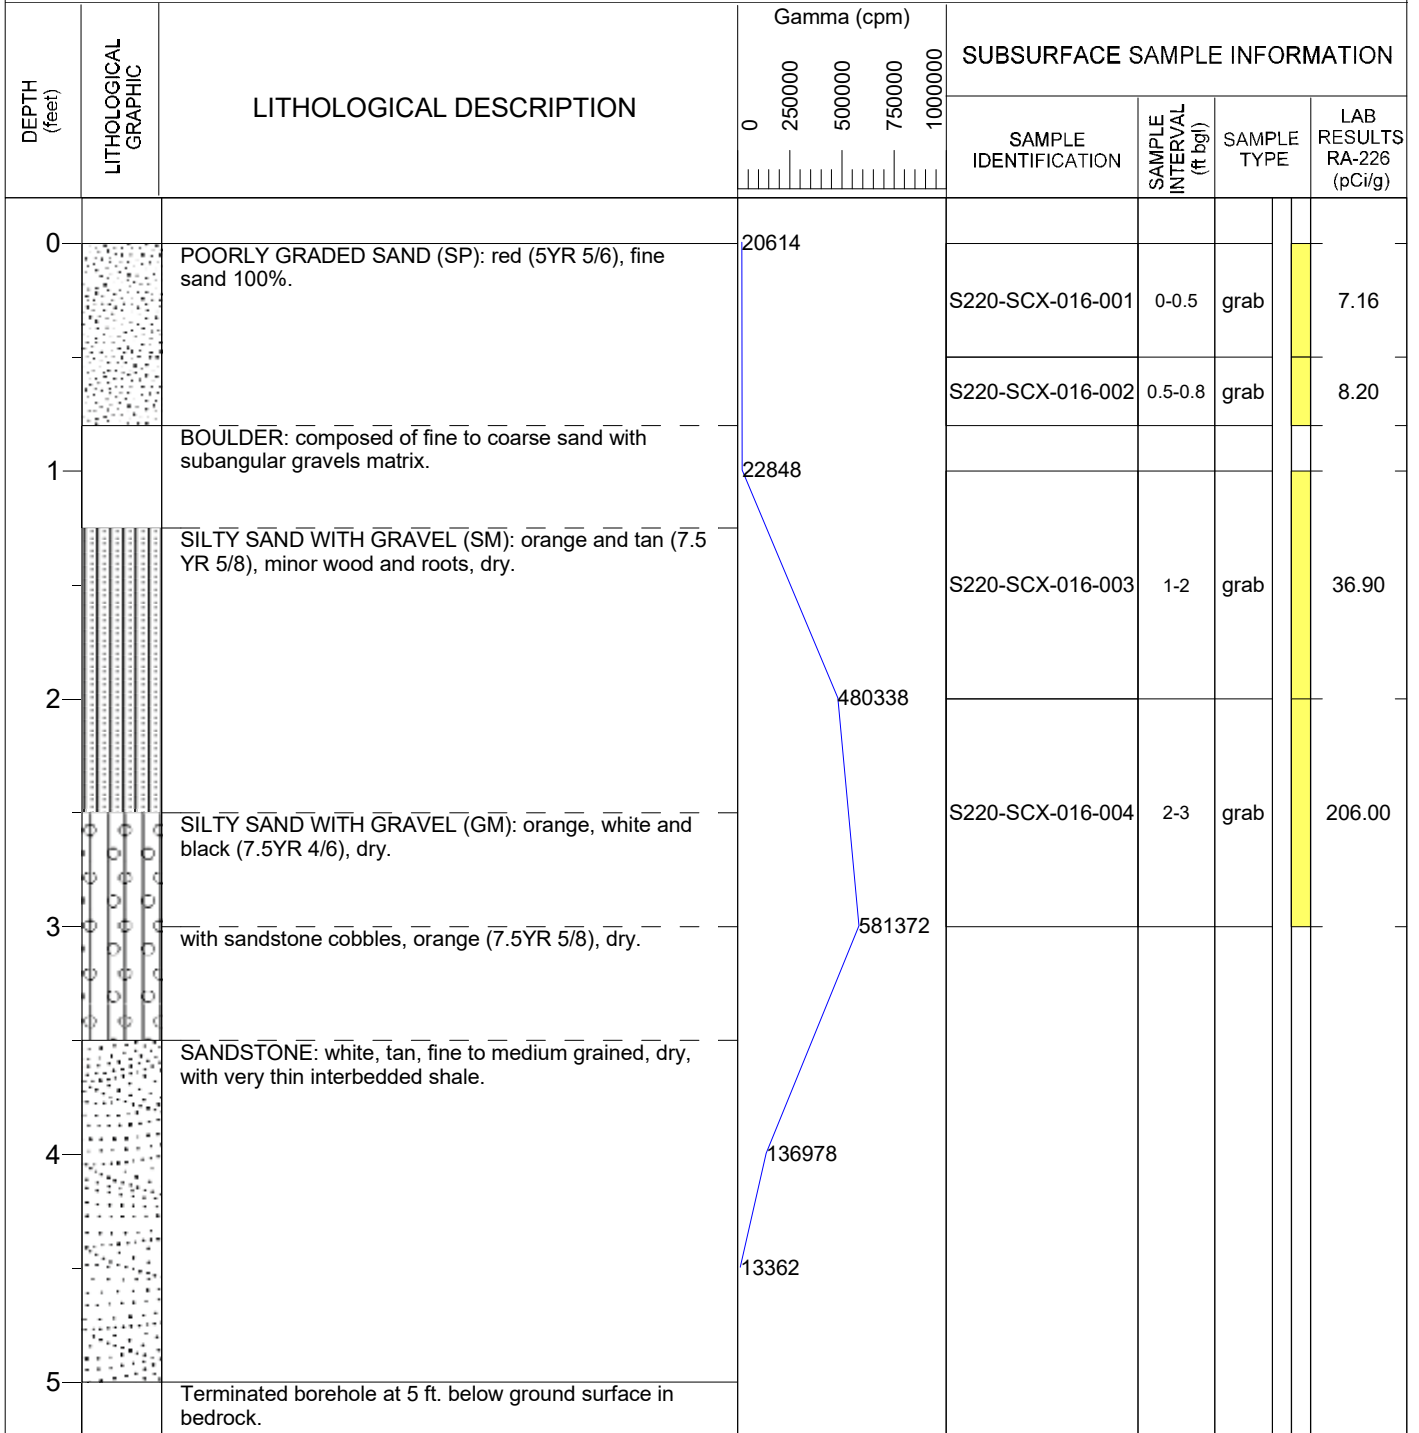 Gamma (cpm)
DEPTH
(feet)
LITHOLOGICAL
GRAPHIC
LITHOLOGICAL DESCRIPTION
0
250000
500000
750000
1000000
SUBSURFACE SAMPLE INFORMATION
SAMPLE
IDENTIFICATION
SAMPLE
INTERVAL
(ft bgl)
SAMPLE
TYPE
LAB
RESULTS
RA-226
(pCi/g)
0
20614
POORLY GRADED SAND (SP): red (5YR 5/6), fine
sand 100%.
S220-SCX-016-001 0-0.5 grab 7.16
S220-SCX-016-002 0.5-0.8 grab 8.20
BOULDER: composed of fine to coarse sand with
subangular gravels matrix.
1
22848
SILTY SAND WITH GRAVEL (SM): orange and tan (7.5
YR 5/8), minor wood and roots, dry.
S220-SCX-016-003 1-2 grab 36.90
2
480338
SILTY SAND WITH GRAVEL (GM): orange, white and
black (7.5YR 4/6), dry.
S220-SCX-016-004 2-3 grab 206.00
3
581372
with sandstone cobbles, orange (7.5YR 5/8), dry.
SANDSTONE: white, tan, fine to medium grained, dry,
with very thin interbedded shale.
4
136978
13362
5
Terminated borehole at 5 ft. below ground surface in
bedrock.